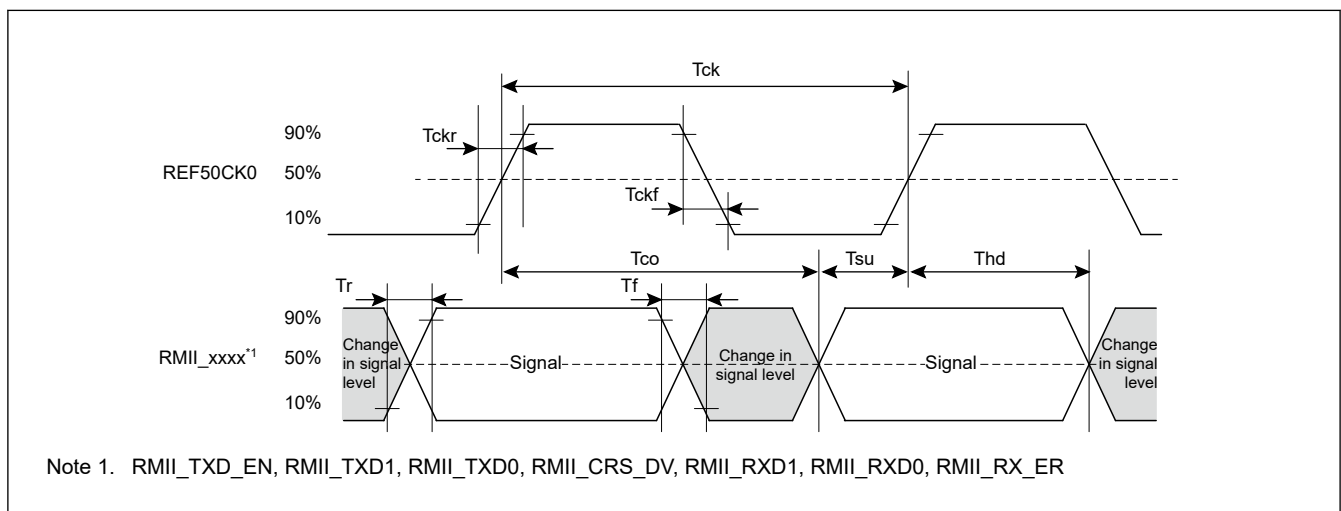 Tck
90%
Tckr
REF50CK0 50%
Tckf
10%
Tco Tsu Thd
Tr Tf
90%
RMII_xxxx*1 50%
Change
in signal
level
Signal
Change in
signal level
Signal
Change
in signal
level
10%
Note 1. RMII_TXD_EN, RMII_TXD1, RMII_TXD0, RMII_CRS_DV, RMII_RXD1, RMII_RXD0, RMII_RX_ER